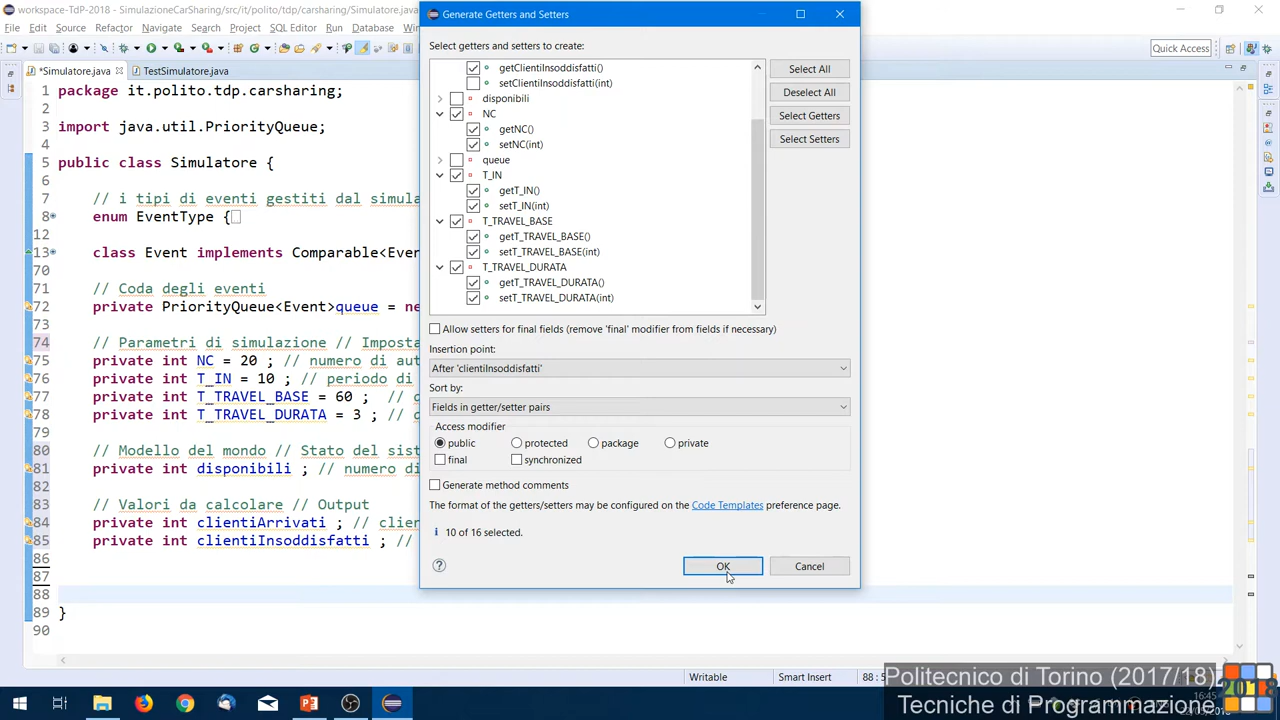 workspace-TdP-2018 - SimulazioneCarSharing/src/it/polito/tdp/carsharing/Simulatore.
File Edit Source Refactor Navigate Search Project SQL Editor Run Database
Quick Access
*Simulatore.java
TestSimulatore.java
1 package it.polito.tdp.carsharing;
2
3 import java.util.PriorityQueue;
4
5 public class Simulatore {
6
7 // i tipi di eventi gestiti dal simula
8 enum EventType {
12
13 class Event implements Comparable<Even
70
71 // Coda degli eventi
72 private PriorityQueue<Event>queue = ne
73
74 // Parametri di simulazione // Imposta
75 private int NC = 20 ; // numero di aut
76 private int T_IN = 10 ; // periodo di
77 private int T_TRAVEL_BASE = 60 ; // d
78 private int T_TRAVEL_DURATA = 3 ; // d
79
80 // Modello del mondo // Stato del sist
81 private int disponibili ; // numero di
82
83 // Valori da calcolare // Output
84 private int clientiArrivati ; // clien
85 private int clientiInsoddisfatti ; //
86
87
88
89 }
90
Generate Getters and Setters
Select getters and setters to create:
getClientiInsoddisfatti()
setClientiInsoddisfatti(int)
disponibili
NC
getNC()
setNC(int)
queue
T_IN
getT_IN()
setT_IN(int)
T_TRAVEL_BASE
getT_TRAVEL_BASE()
setT_TRAVEL_BASE(int)
T_TRAVEL_DURATA
getT_TRAVEL_DURATA()
setT_TRAVEL_DURATA(int)
Select All
Deselect All
Select Getters
Select Setters
Allow setters for final fields (remove 'final' modifier from fields if necessary)
Insertion point:
After 'clientiInsoddisfatti'
Sort by:
Fields in getter/setter pairs
Access modifier
public protected package private
final synchronized
Generate method comments
The format of the getters/setters may be configured on the Code Templates preference page.
10 of 16 selected.
OK Cancel
Writable Smart Insert 88 : 5
Politecnico di Torino (2017/18)
Tecniche di Programmazione
2018
16:45